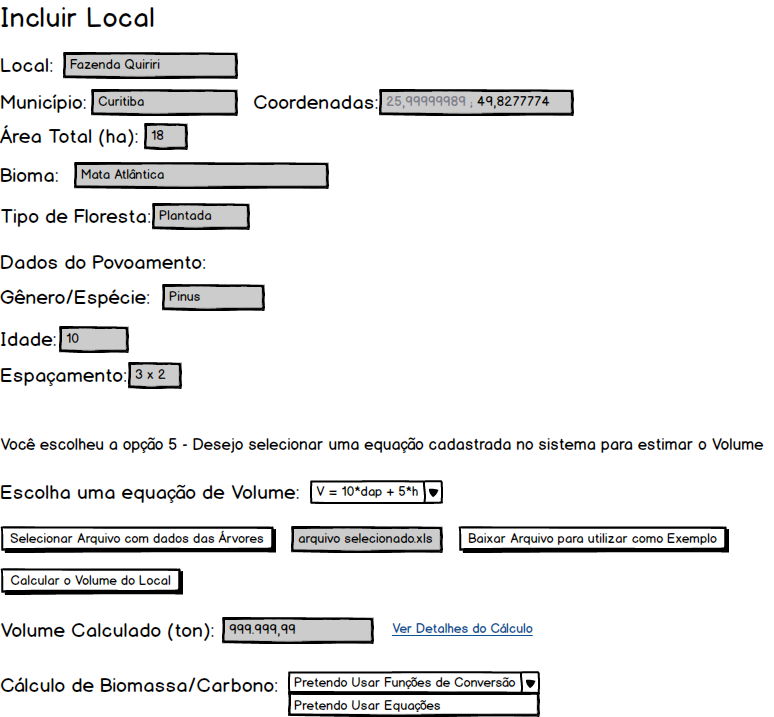 Incluir Local
Local: Fazenda Quiriri
Município: Curitiba Coordenadas: 25,99999989 ; 49,8277774
Área Total (ha): 18
Bioma: Mata Atlântica
Tipo de Floresta: Plantada
Dados do Povoamento:
Gênero/Espécie: Pinus
Idade: 10
Espaçamento: 3 x 2
Você escolheu a opção 5 - Desejo selecionar uma equação cadastrada no sistema para estimar o Volume
Escolha uma equação de Volume: V = 10*dap + 5*h
Selecionar Arquivo com dados das Árvores arquivo selecionado.xls Baixar Arquivo para utilizar como Exemplo
Calcular o Volume do Local
Volume Calculado (ton): 999.999,99 Ver Detalhes do Cálculo
Cálculo de Biomassa/Carbono: Pretendo Usar Funções de Conversão
Pretendo Usar Equações